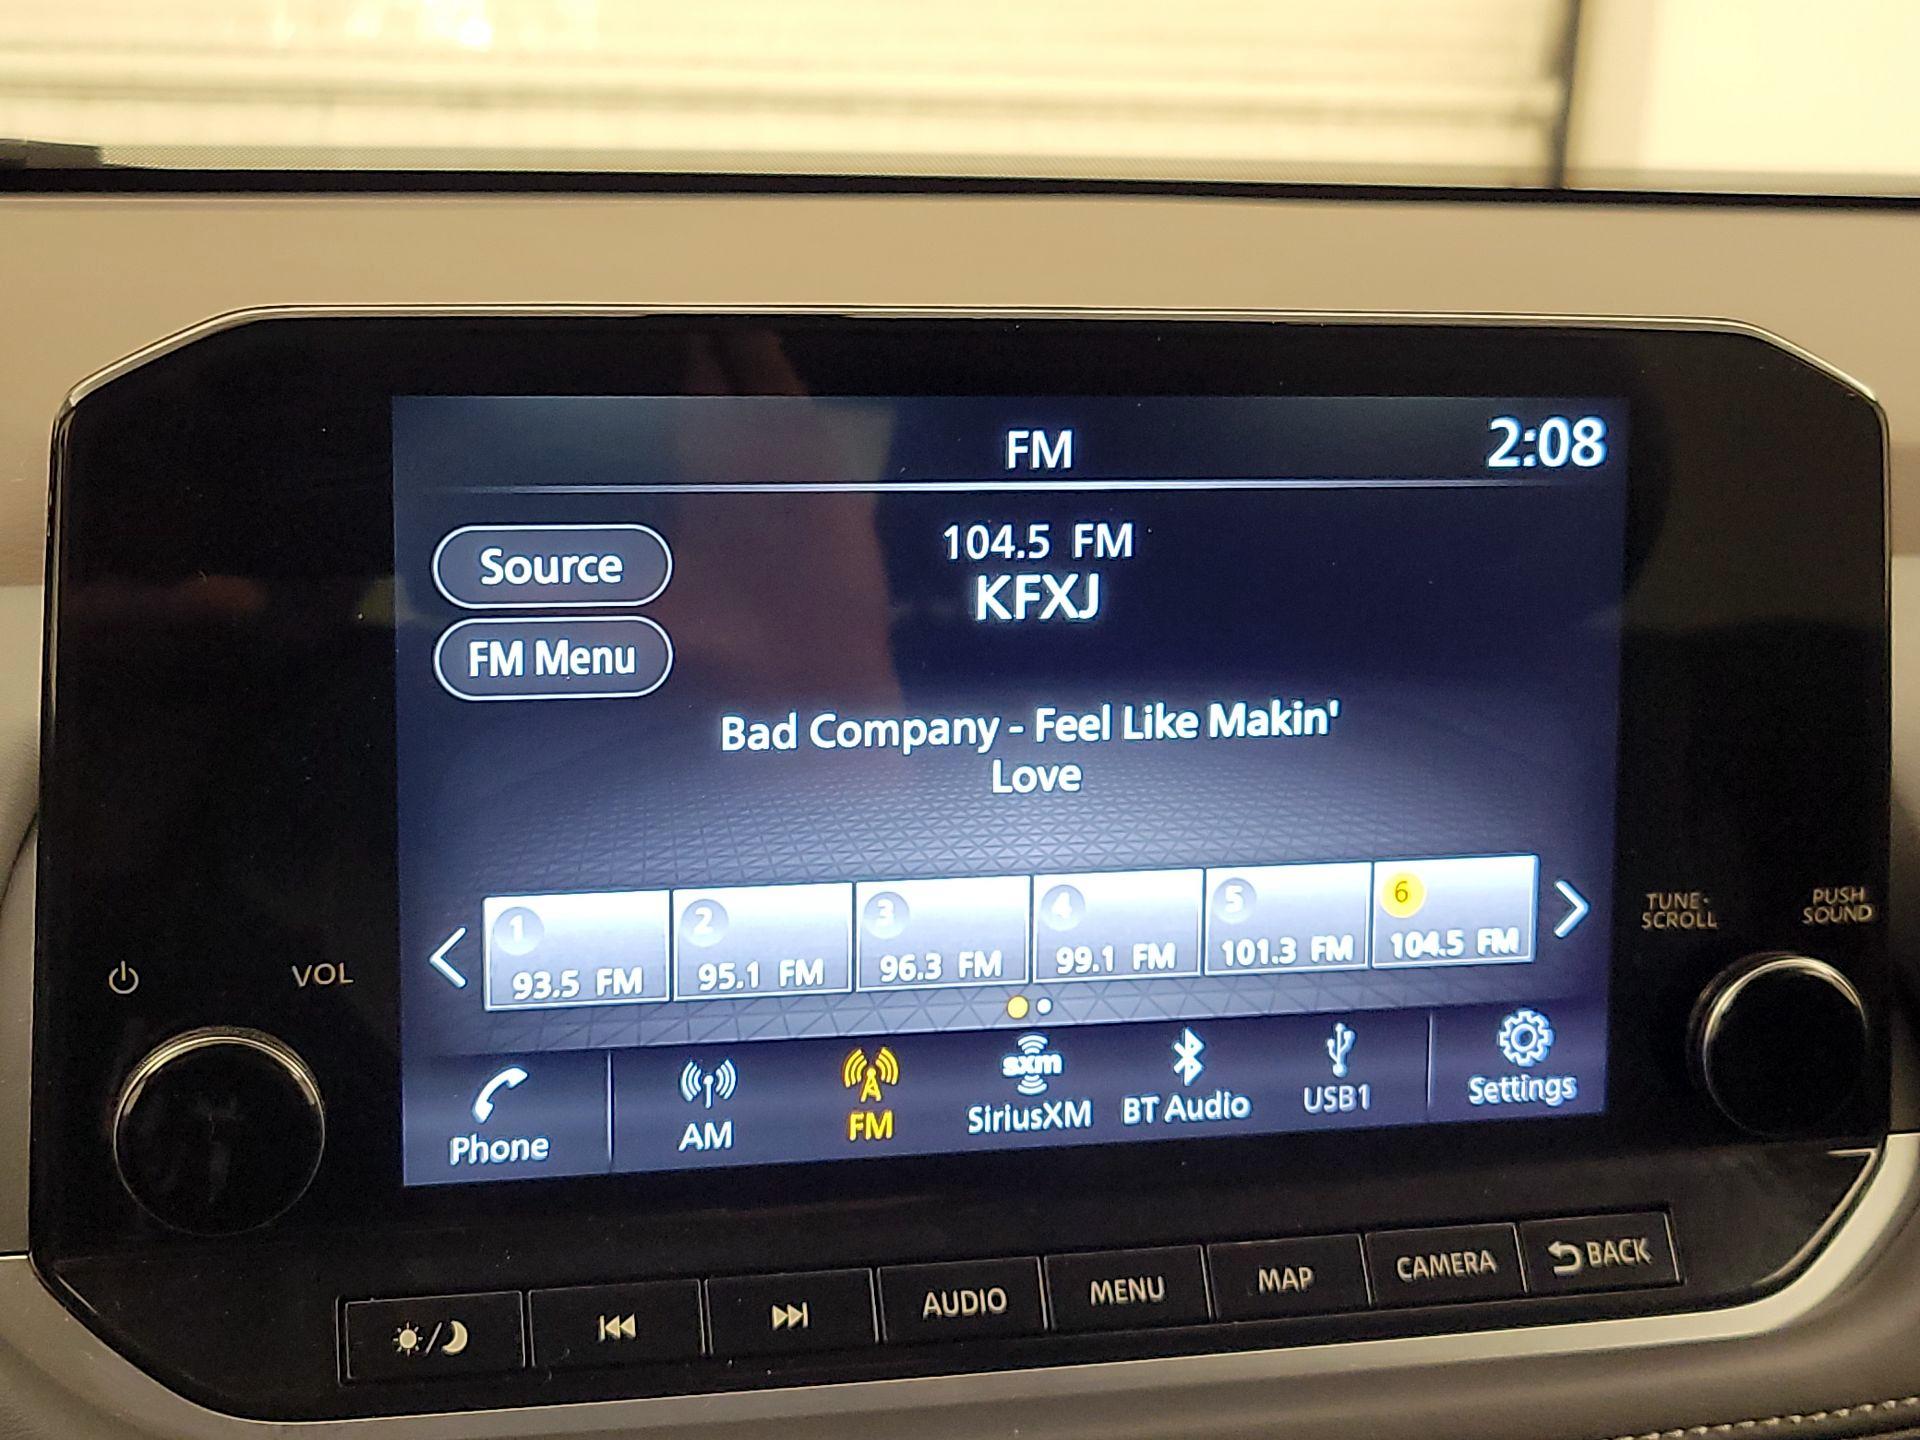 FM
2:08
Source
104.5 FM
KFXJ
FM Menu
Bad Company - Feel Like Makin'
Love
1 2 3 4 5 6
93.5 FM 95.1 FM 96.3 FM 99.1 FM 101.3 FM 104.5 FM
TUNE·
SCROLL
PUSH
SOUND
VOL
sxm
Phone AM FM SiriusXM BT Audio USB1 Settings
AUDIO MENU MAP CAMERA BACK